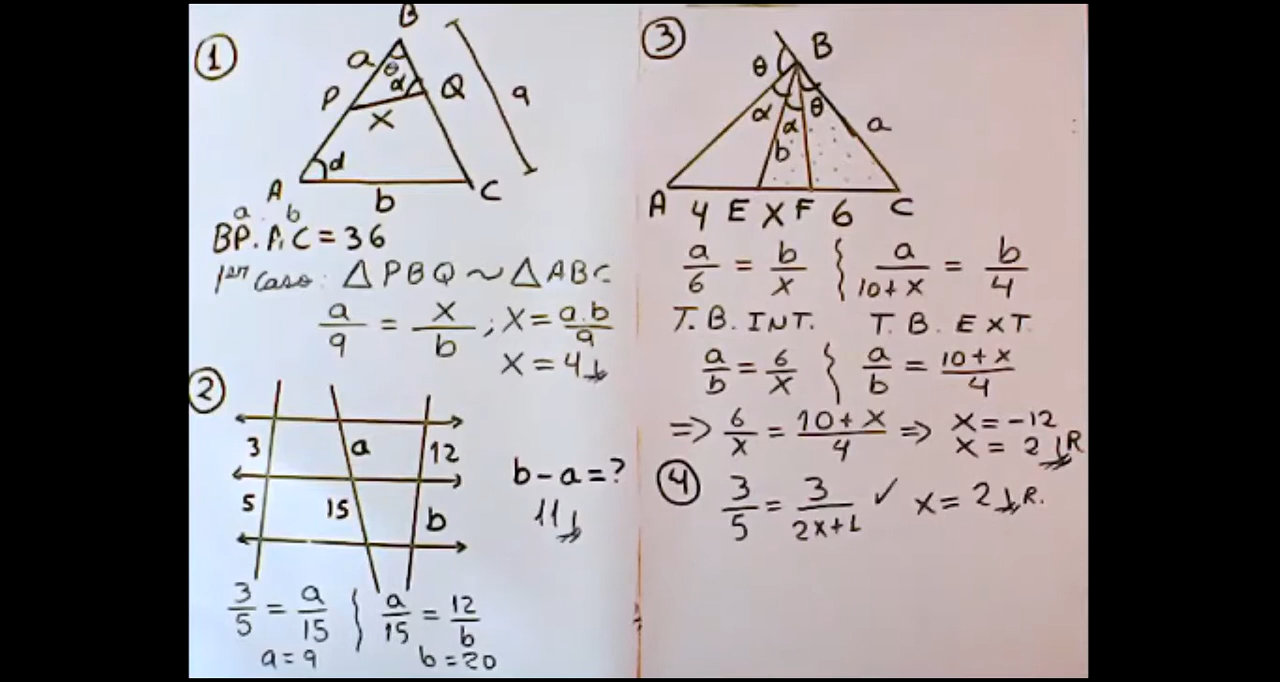 1
B
a
θ
α
P
Q
9
x
α
A
b
C
a b
BP.AC=36
1er Caso: △PBQ ~ △ABC
a/9 = x/b ; x = a.b/9
x = 4
2
3 a 12
5 15 b
b-a=?
11
3/5 = a/15 } a/15 = 12/b
a=9 b=20
3
B
θ
α α θ
b
a
A 4 E X F 6 C
a/6 = b/x } a/10+x = b/4
T.B. INT. T.B. EXT.
a/b = 6/x } a/b = 10+x/4
=> 6/x = 10+x/4 => x=-12
x= 2 R
4
3/5 = 3/2x+1 ✓ x=2 R.